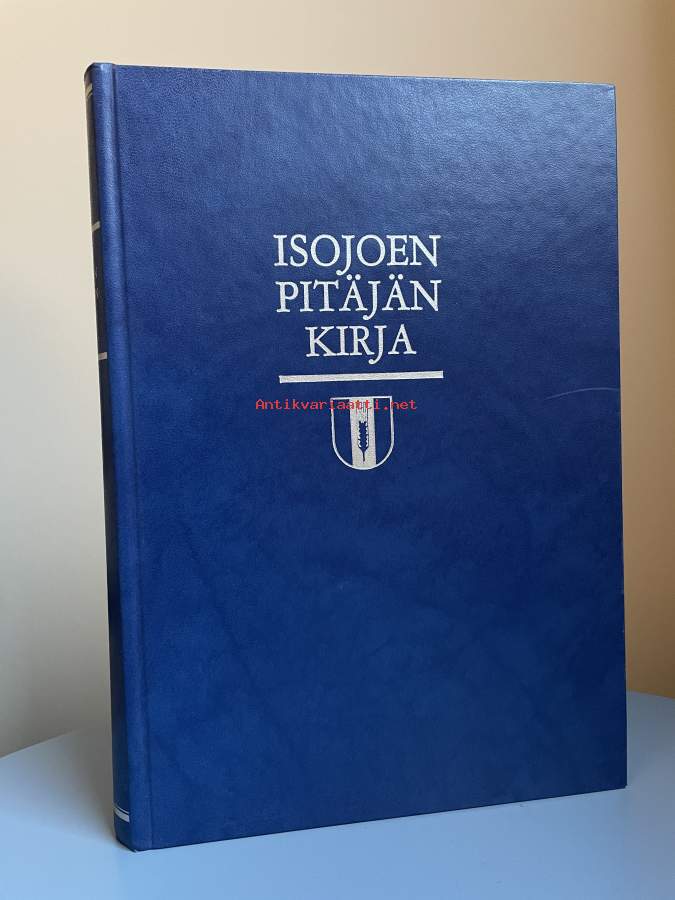 ISOJOEN
PITÄJÄN
KIRJA
Antikvariaatti.net